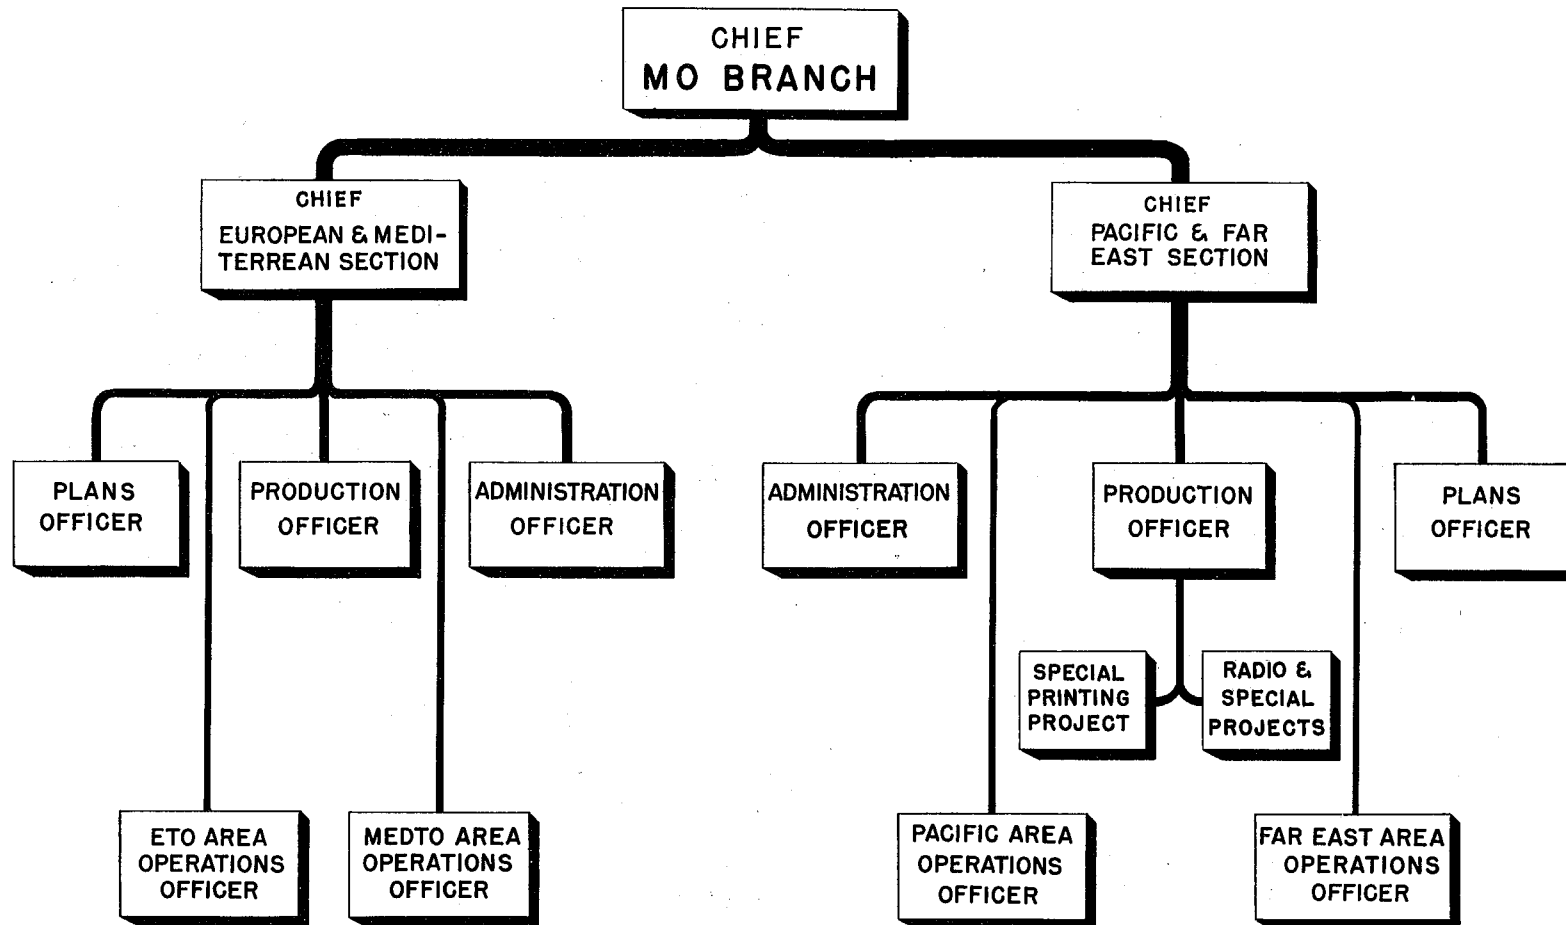 CHIEF
MO BRANCH
CHIEF
EUROPEAN & MEDI-
TERREAN SECTION
CHIEF
PACIFIC & FAR
EAST SECTION
PLANS
OFFICER
PRODUCTION
OFFICER
ADMINISTRATION
OFFICER
ADMINISTRATION
OFFICER
PRODUCTION
OFFICER
PLANS
OFFICER
SPECIAL
PRINTING
PROJECT
RADIO &
SPECIAL
PROJECTS
ETO AREA
OPERATIONS
OFFICER
MEDTO AREA
OPERATIONS
OFFICER
PACIFIC AREA
OPERATIONS
OFFICER
FAR EAST AREA
OPERATIONS
OFFICER